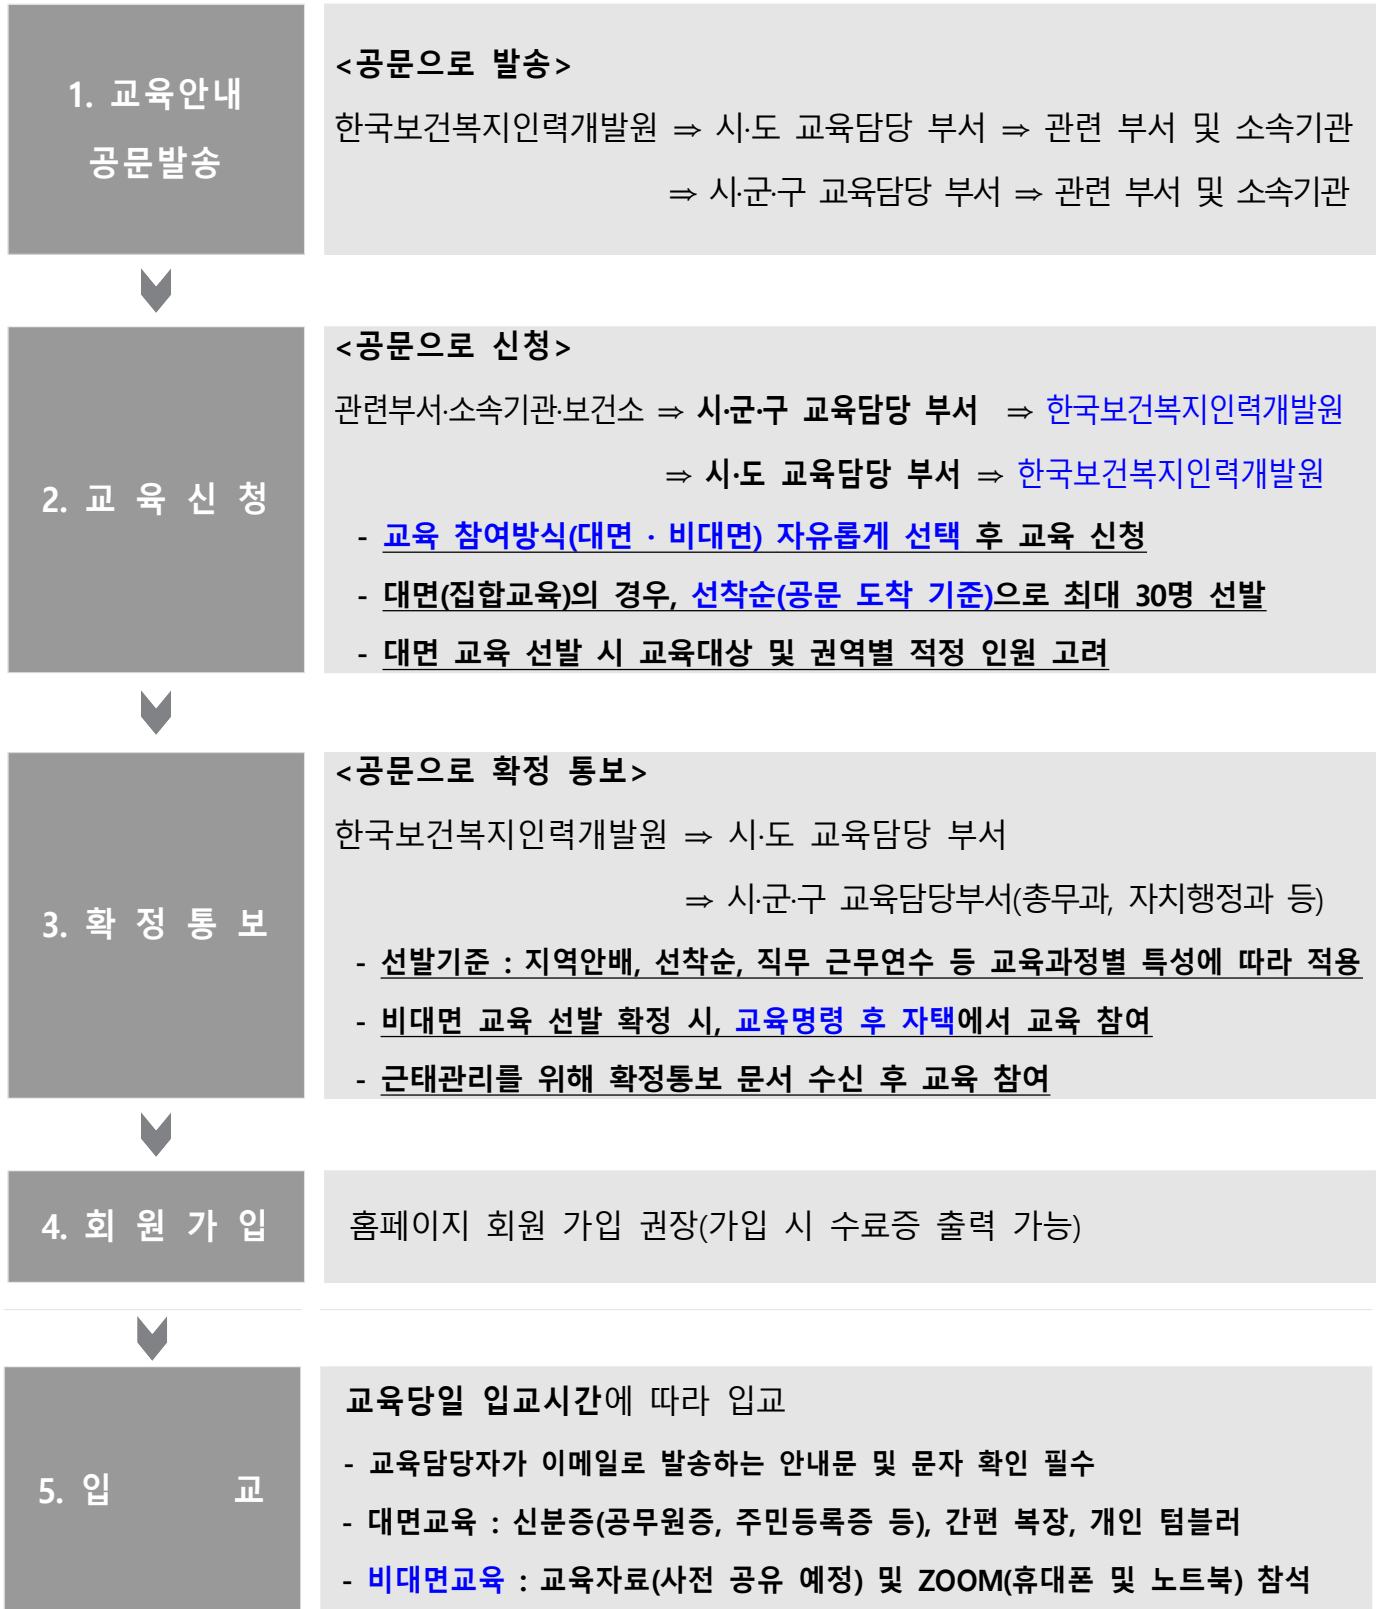 1. 교육안내
공문발송
<공문으로 발송>
한국보건복지인력개발원 ⇒ 시·도 교육담당 부서 ⇒ 관련 부서 및 소속기관
⇒ 시·군·구 교육담당 부서 ⇒ 관련 부서 및 소속기관
2. 교 육 신 청
<공문으로 신청>
관련부서·소속기관·보건소 ⇒ 시·군·구 교육담당 부서 ⇒ 한국보건복지인력개발원
⇒ 시·도 교육담당 부서 ⇒ 한국보건복지인력개발원
- 교육 참여방식(대면 · 비대면) 자유롭게 선택 후 교육 신청
- 대면(집합교육)의 경우, 선착순(공문 도착 기준)으로 최대 30명 선발
- 대면 교육 선발 시 교육대상 및 권역별 적정 인원 고려
3. 확 정 통 보
<공문으로 확정 통보>
한국보건복지인력개발원 ⇒ 시·도 교육담당 부서
⇒ 시·군·구 교육담당부서(총무과, 자치행정과 등)
- 선발기준 : 지역안배, 선착순, 직무 근무연수 등 교육과정별 특성에 따라 적용
- 비대면 교육 선발 확정 시, 교육명령 후 자택에서 교육 참여
- 근태관리를 위해 확정통보 문서 수신 후 교육 참여
4. 회 원 가 입
홈페이지 회원 가입 권장(가입 시 수료증 출력 가능)
5. 입 교
교육당일 입교시간에 따라 입교
- 교육담당자가 이메일로 발송하는 안내문 및 문자 확인 필수
- 대면교육 : 신분증(공무원증, 주민등록증 등), 간편 복장, 개인 텀블러
- 비대면교육 : 교육자료(사전 공유 예정) 및 ZOOM(휴대폰 및 노트북) 참석